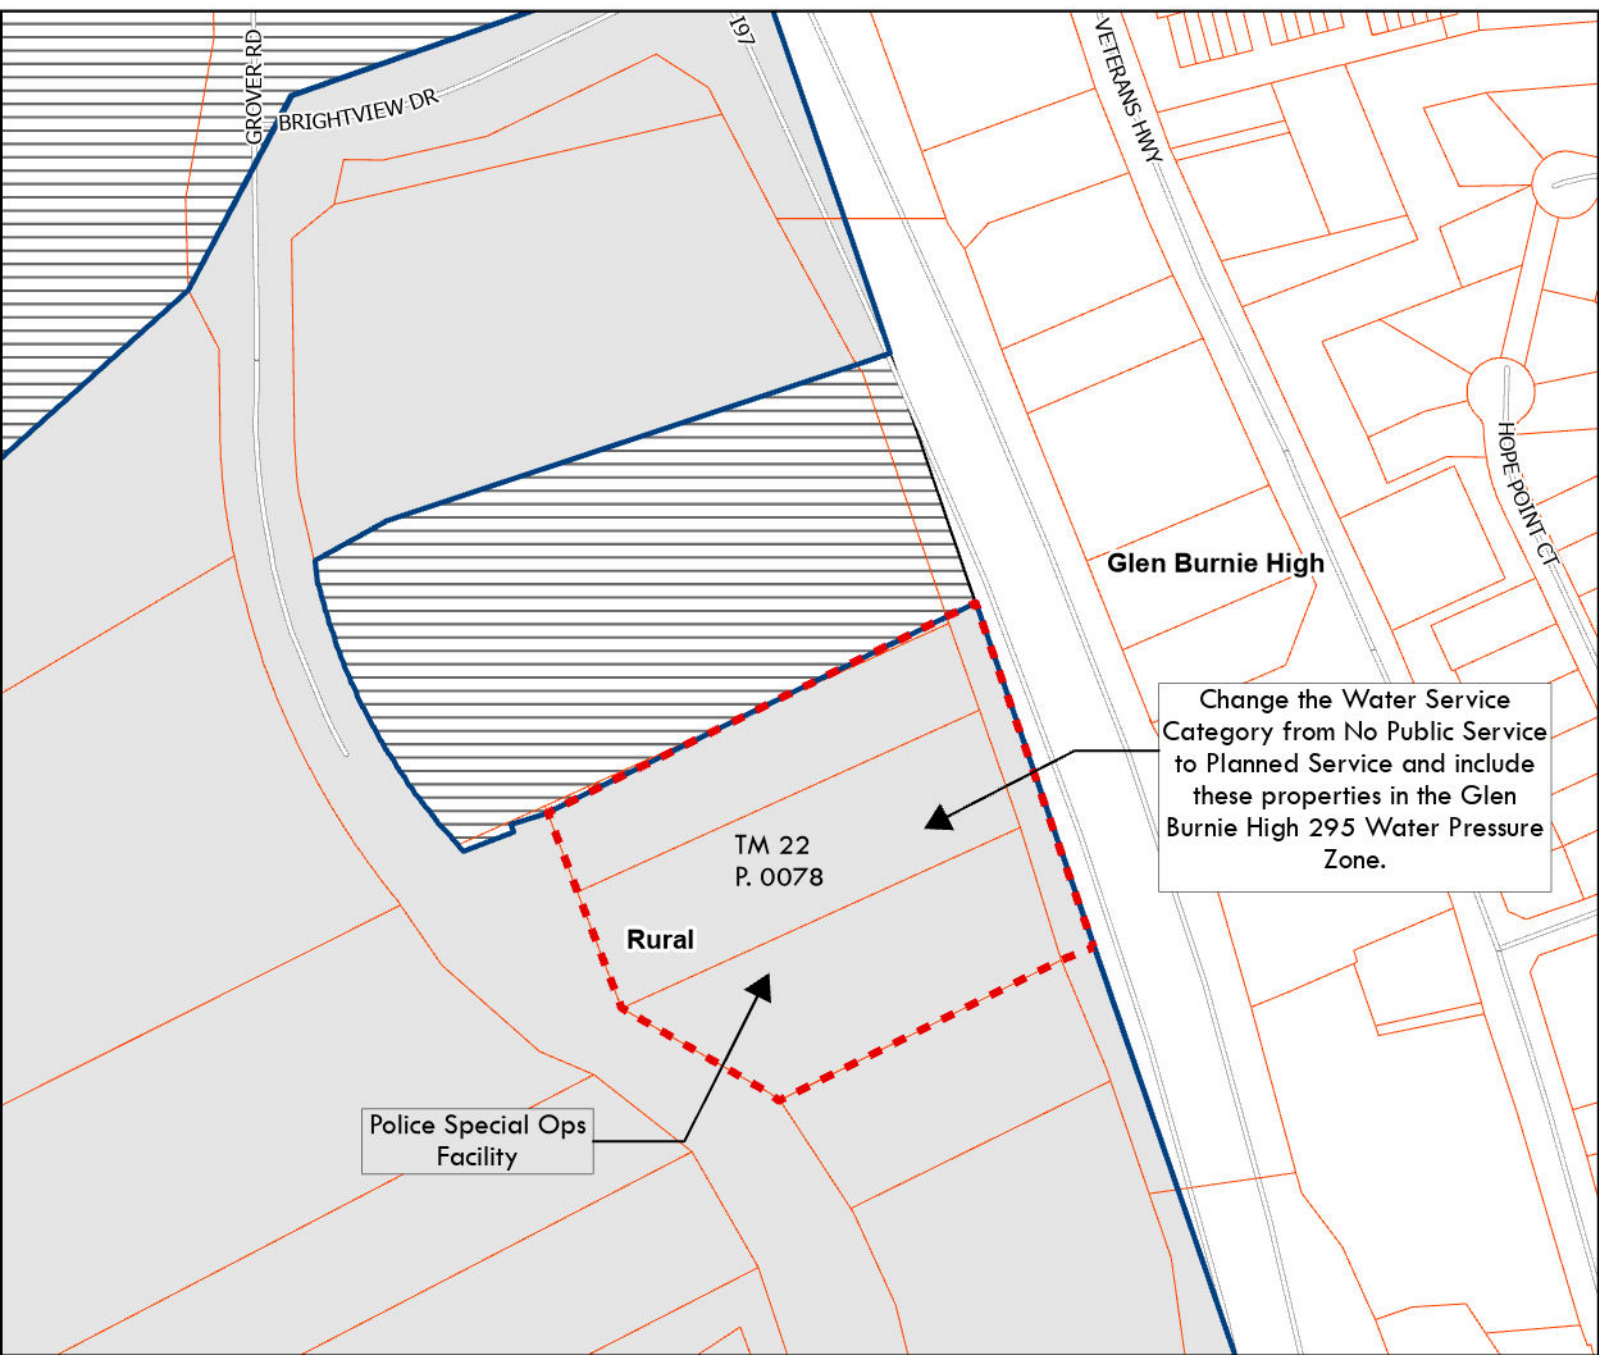 GROVER RD
BRIGHTVIEW DR
I97
VETERANS HWY
HOPE POINT CT
Glen Burnie High
Change the Water Service
Category from No Public Service
to Planned Service and include
these properties in the Glen
Burnie High 295 Water Pressure
Zone.
TM 22
P. 0078
Rural
Police Special Ops
Facility